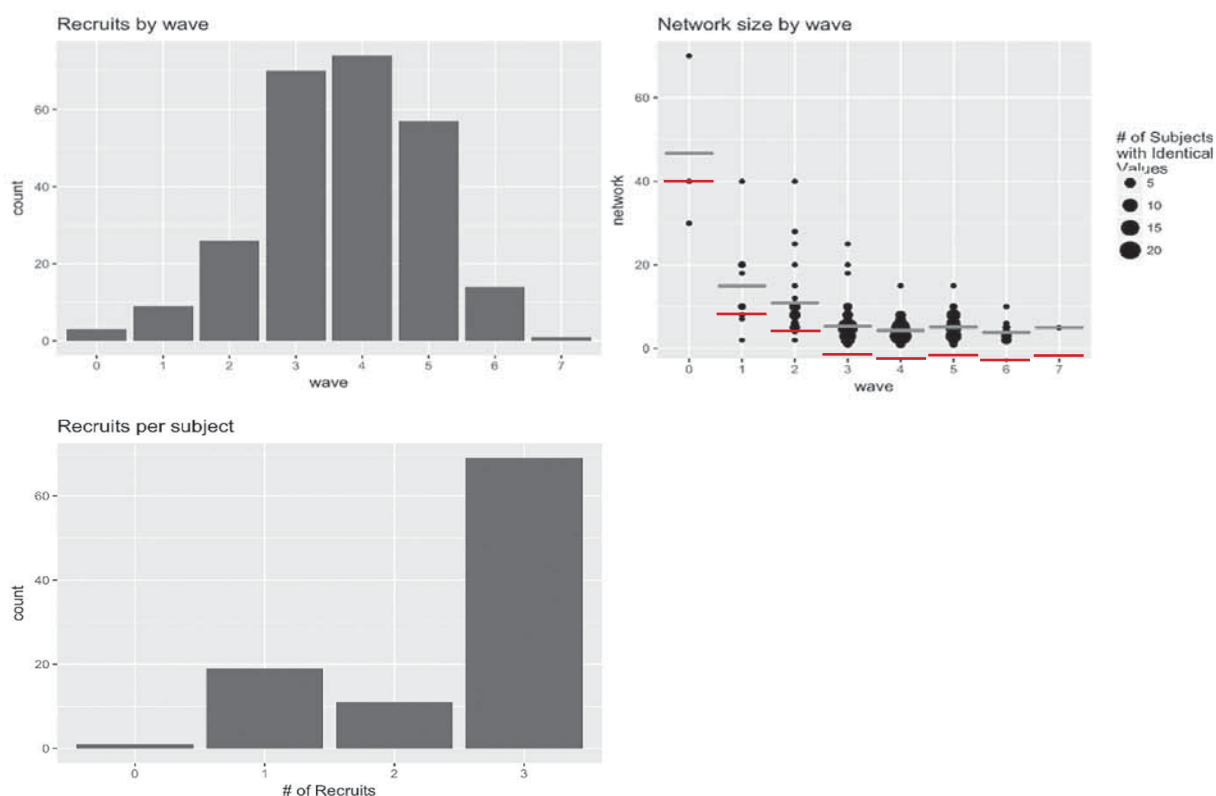 Recruits by wave
60
40
20
0
count
0 1 2 3 4 5 6 7
wave
Network size by wave
60
40
20
0
network
0 1 2 3 4 5 6 7
wave
# of Subjects
with Identical
Values
5
10
15
20
Recruits per subject
60
40
20
0
count
0 1 2 3
# of Recruits